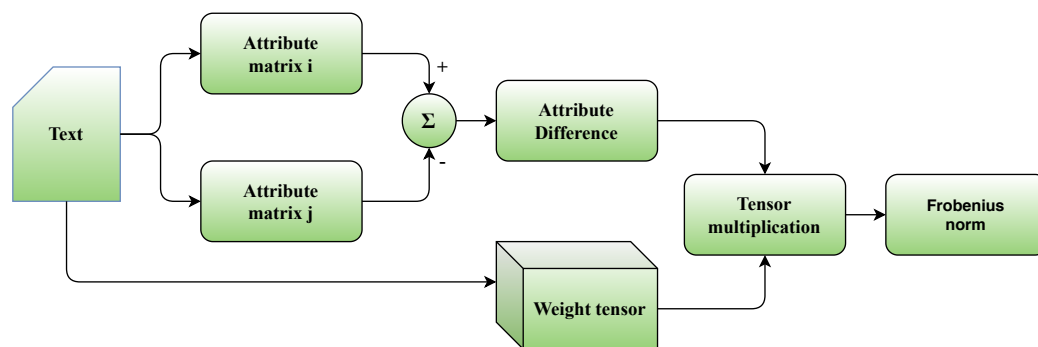 Attribute
matrix i
+
Text
Σ
Attribute
Difference
-
Attribute
matrix j
Tensor
multiplication
Frobenius
norm
Weight tensor